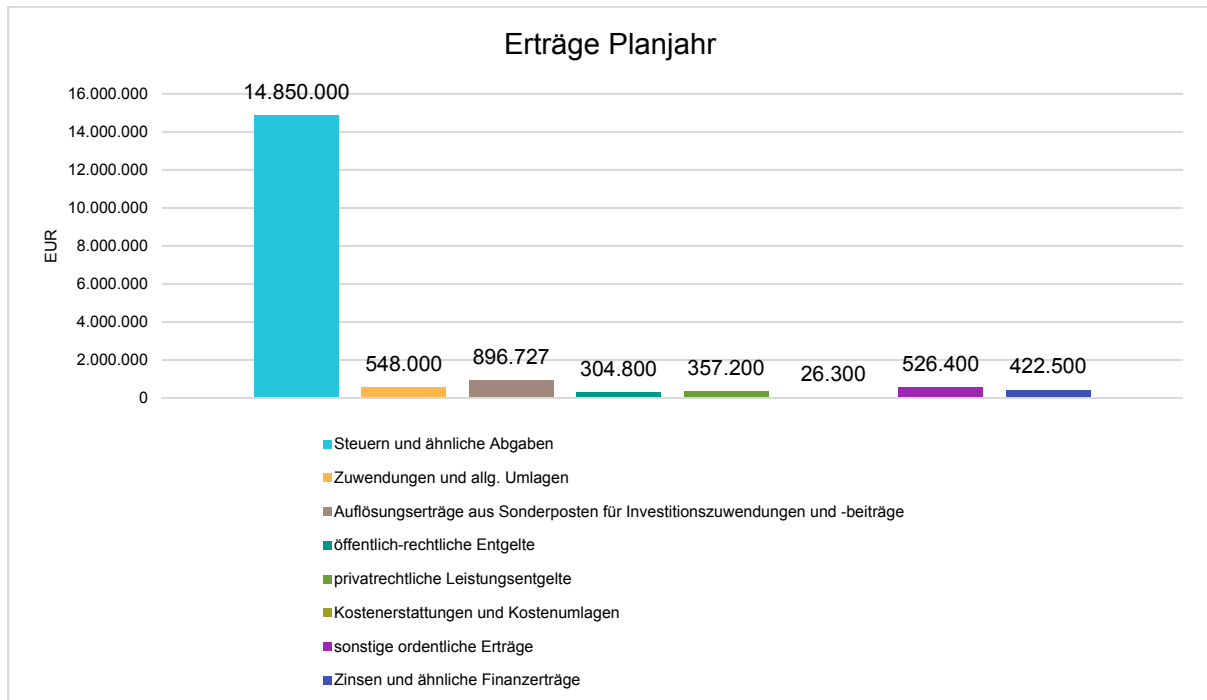 Erträge Planjahr
16.000.000
14.000.000
12.000.000
10.000.000
8.000.000
6.000.000
4.000.000
2.000.000
0
EUR
14.850.000
548.000
896.727
304.800
357.200
26.300
526.400
422.500
Steuern und ähnliche Abgaben
Zuwendungen und allg. Umlagen
Auflösungserträge aus Sonderposten für Investitionszuwendungen und -beiträge
öffentlich-rechtliche Entgelte
privatrechtliche Leistungsentgelte
Kostenerstattungen und Kostenumlagen
sonstige ordentliche Erträge
Zinsen und ähnliche Finanzerträge